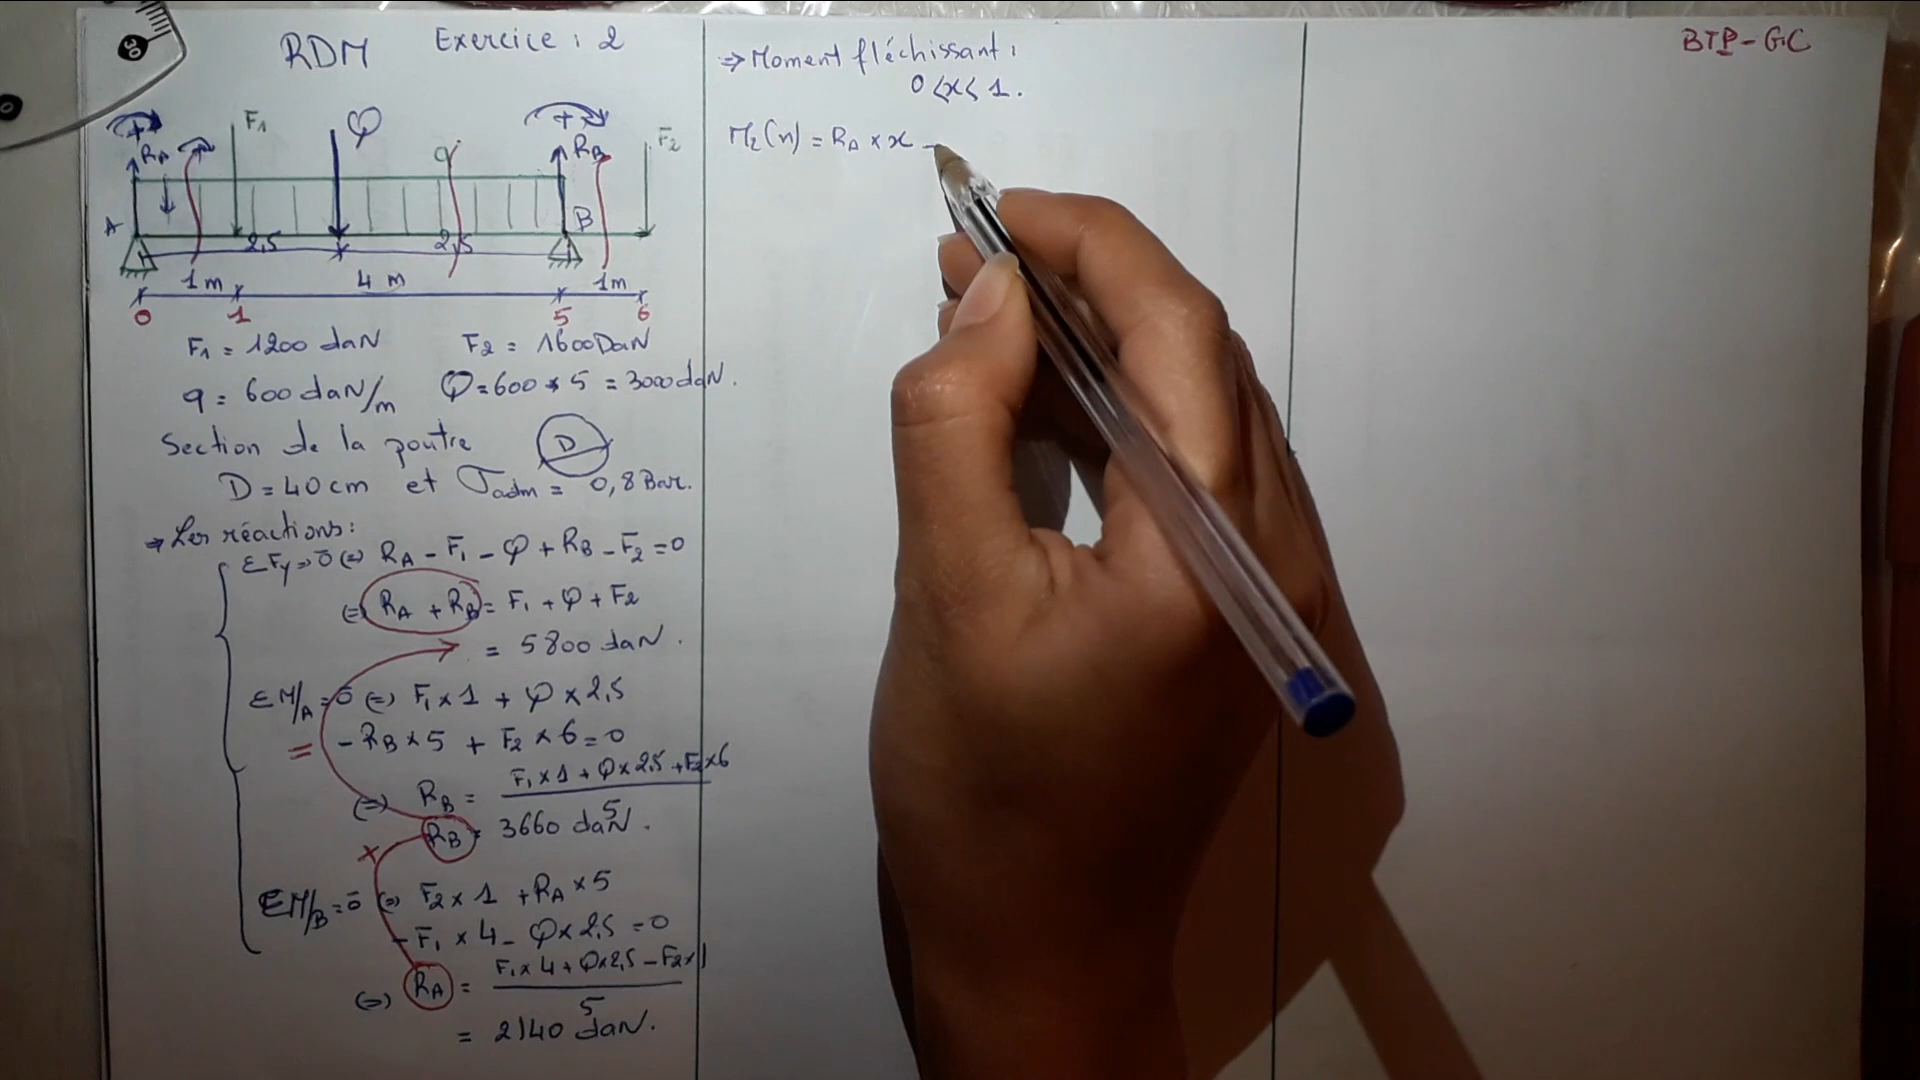 RDM Exercice : 2
F1 φ q RA RB F2
A B
2,5 2,5
1m 4 m 1m
0 1 5 6
F1 = 1200 daN F2 = 1600 DaN
q = 600 daN/m φ = 600 * 5 = 3000 daN.
Section de la poutre D
D = 40 cm et σadm = 0,8 Bar.
⇒ Les réactions :
ΣFy = 0 (=) RA - F1 - φ + RB - F2 = 0
(=) RA + RB = F1 + φ + F2
= 5800 daN.
ΣM/A = 0 (=) F1 × 1 + φ × 2,5
- RB × 5 + F2 × 6 = 0
(=) RB = F1 × 1 + φ × 2,5 + F2 × 6
5
RB = 3660 daN.
ΣM/B = 0 (=) F2 × 1 + RA × 5
- F1 × 4 - φ × 2,5 = 0
(=) RA = F1 × 4 + φ × 2,5 - F2 × 1
5
= 2140 daN.
⇒ Moment fléchissant :
0 < x < 1.
Mz(n) = RA × x -
BTP - GC
30
0